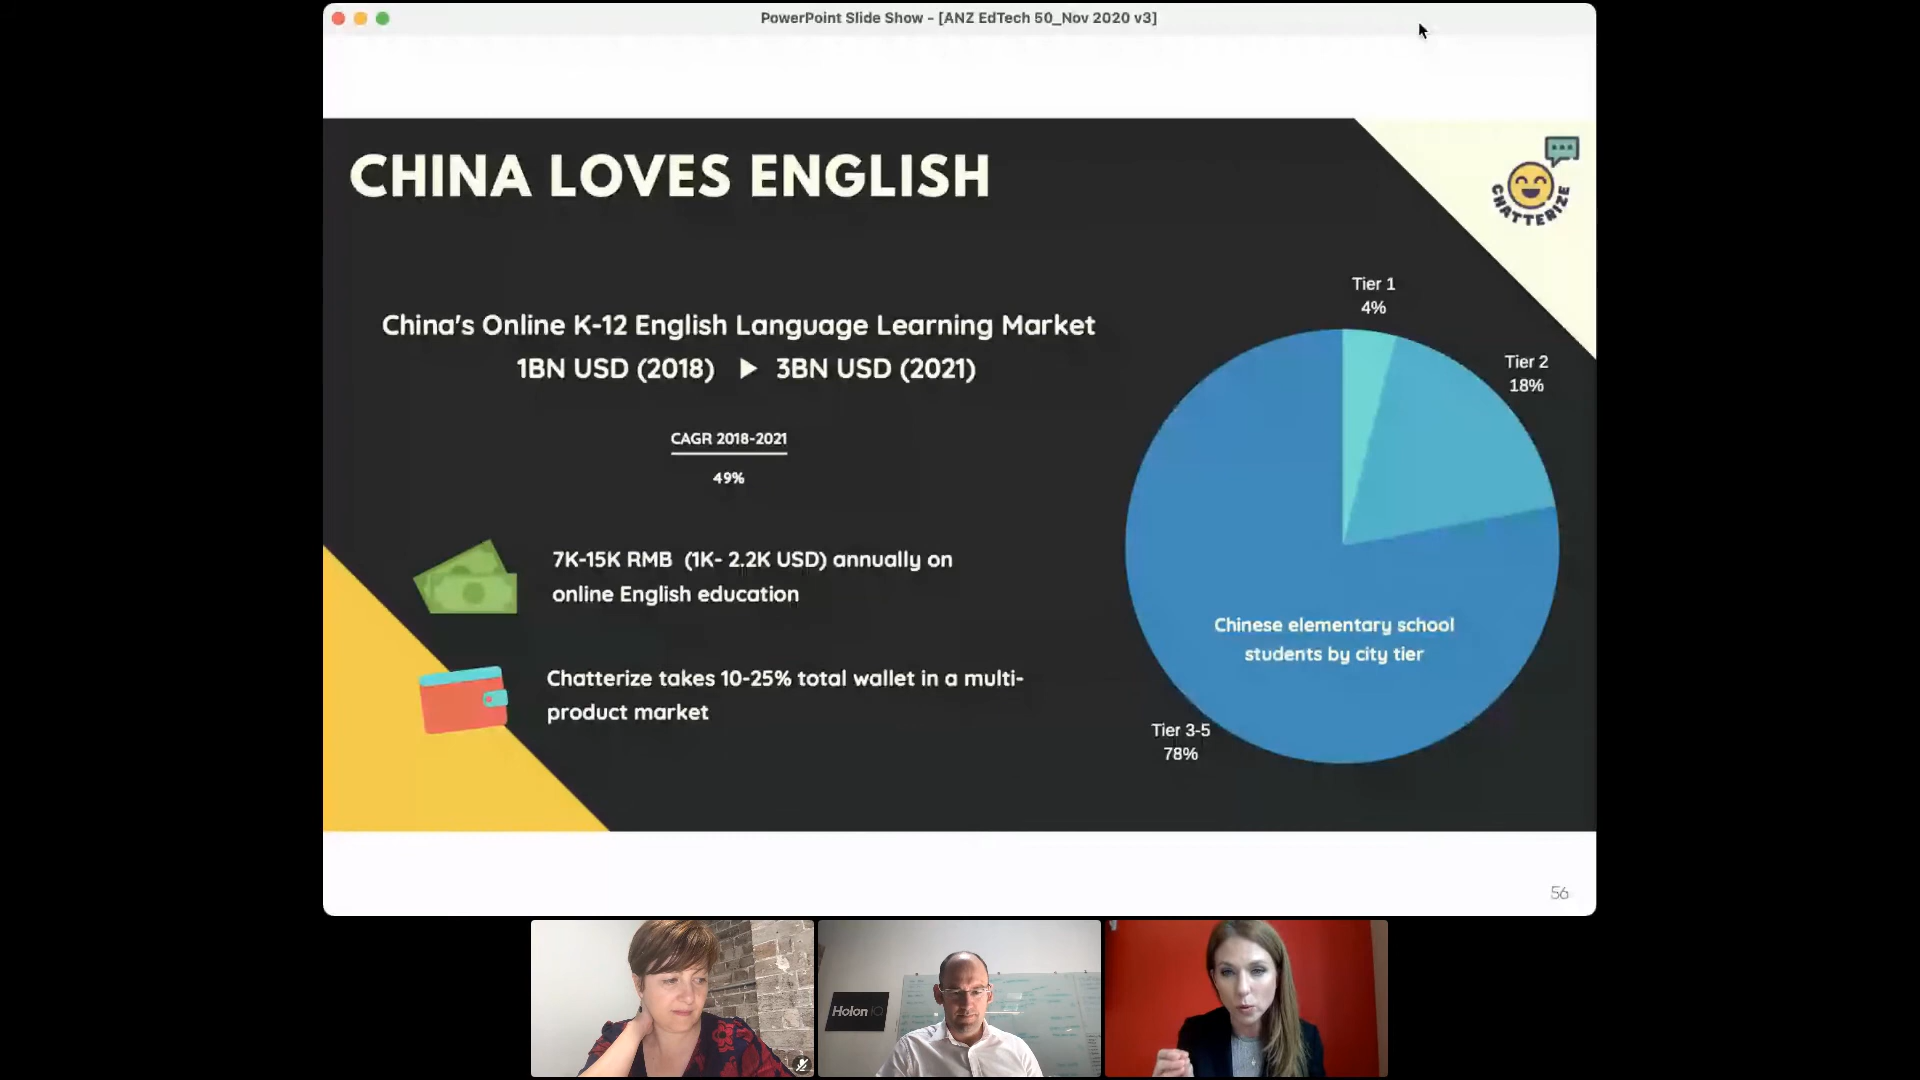 PowerPoint Slide Show - [ANZ EdTech 50_Nov 2020 v3]
CHINA LOVES ENGLISH
CHATTERIZE
China's Online K-12 English Language Learning Market
1BN USD (2018) ▶ 3BN USD (2021)
CAGR 2018-2021
49%
7K-15K RMB (1K- 2.2K USD) annually on
online English education
Chatterize takes 10-25% total wallet in a multi-
product market
Tier 1
4%
Tier 2
18%
Chinese elementary school
students by city tier
Tier 3-5
78%
56
Holon IQ